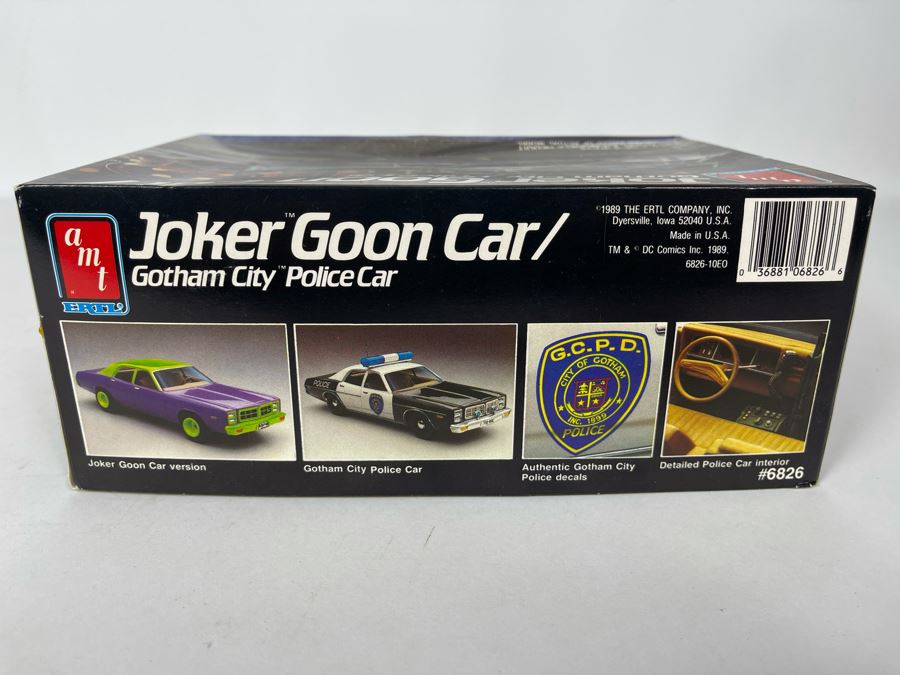 amt
ERTL
Joker™ Goon Car/
Gotham City™ Police Car
©1989 THE ERTL COMPANY, INC.
Dyersville, Iowa 52040 U.S.A.
Made in U.S.A.
TM & © DC Comics Inc. 1989.
6826-10EO
0 36881 06826 6
POLICE
G.C.P.D.
CITY OF GOTHAM
INC. 1899
POLICE
Joker Goon Car version
Gotham City Police Car
Authentic Gotham City
Police decals
Detailed Police Car interior
#6826